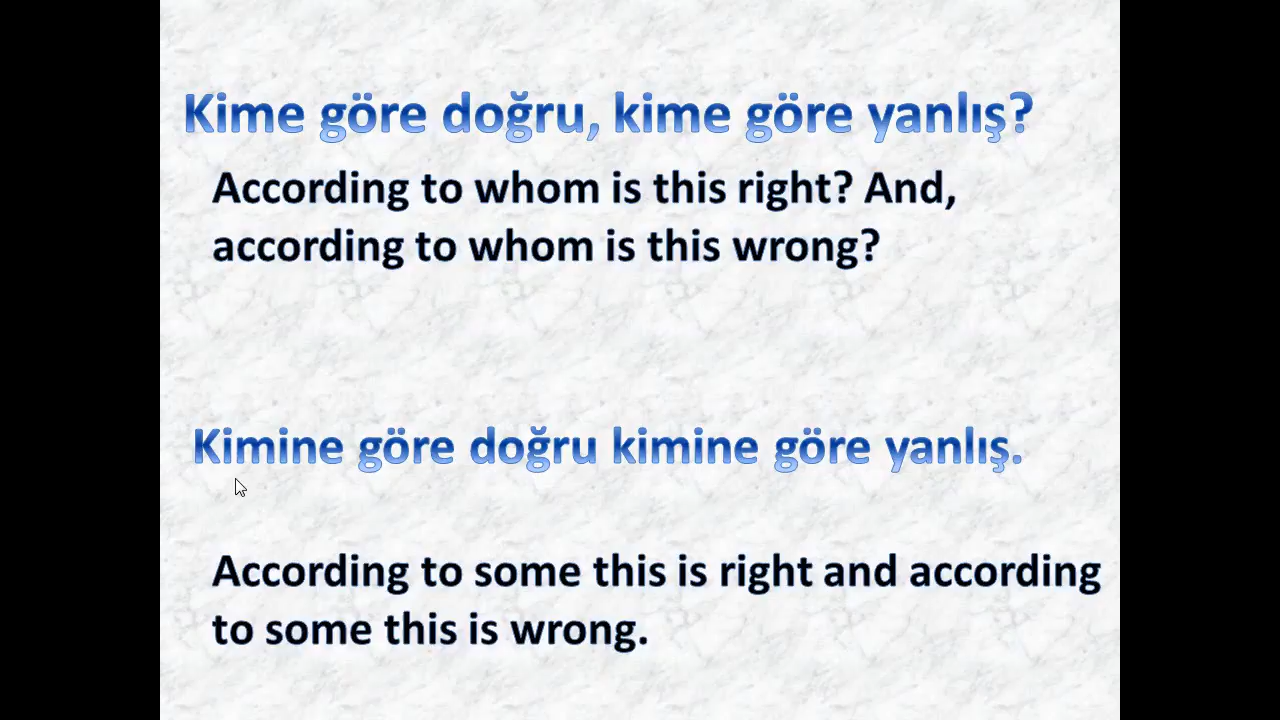 Kime göre doğru, kime göre yanlış?
According to whom is this right? And,
according to whom is this wrong?
Kimine göre doğru kimine göre yanlış.
According to some this is right and according
to some this is wrong.